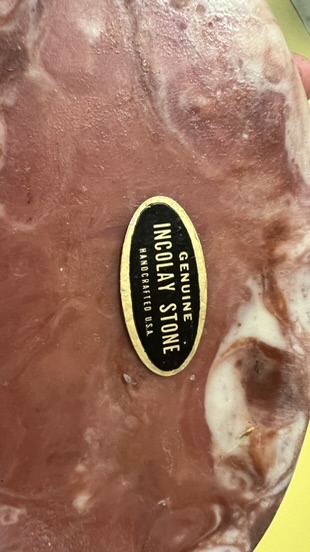 GENUINE
INCOLAY STONE
HANDCRAFTED U.S.A.